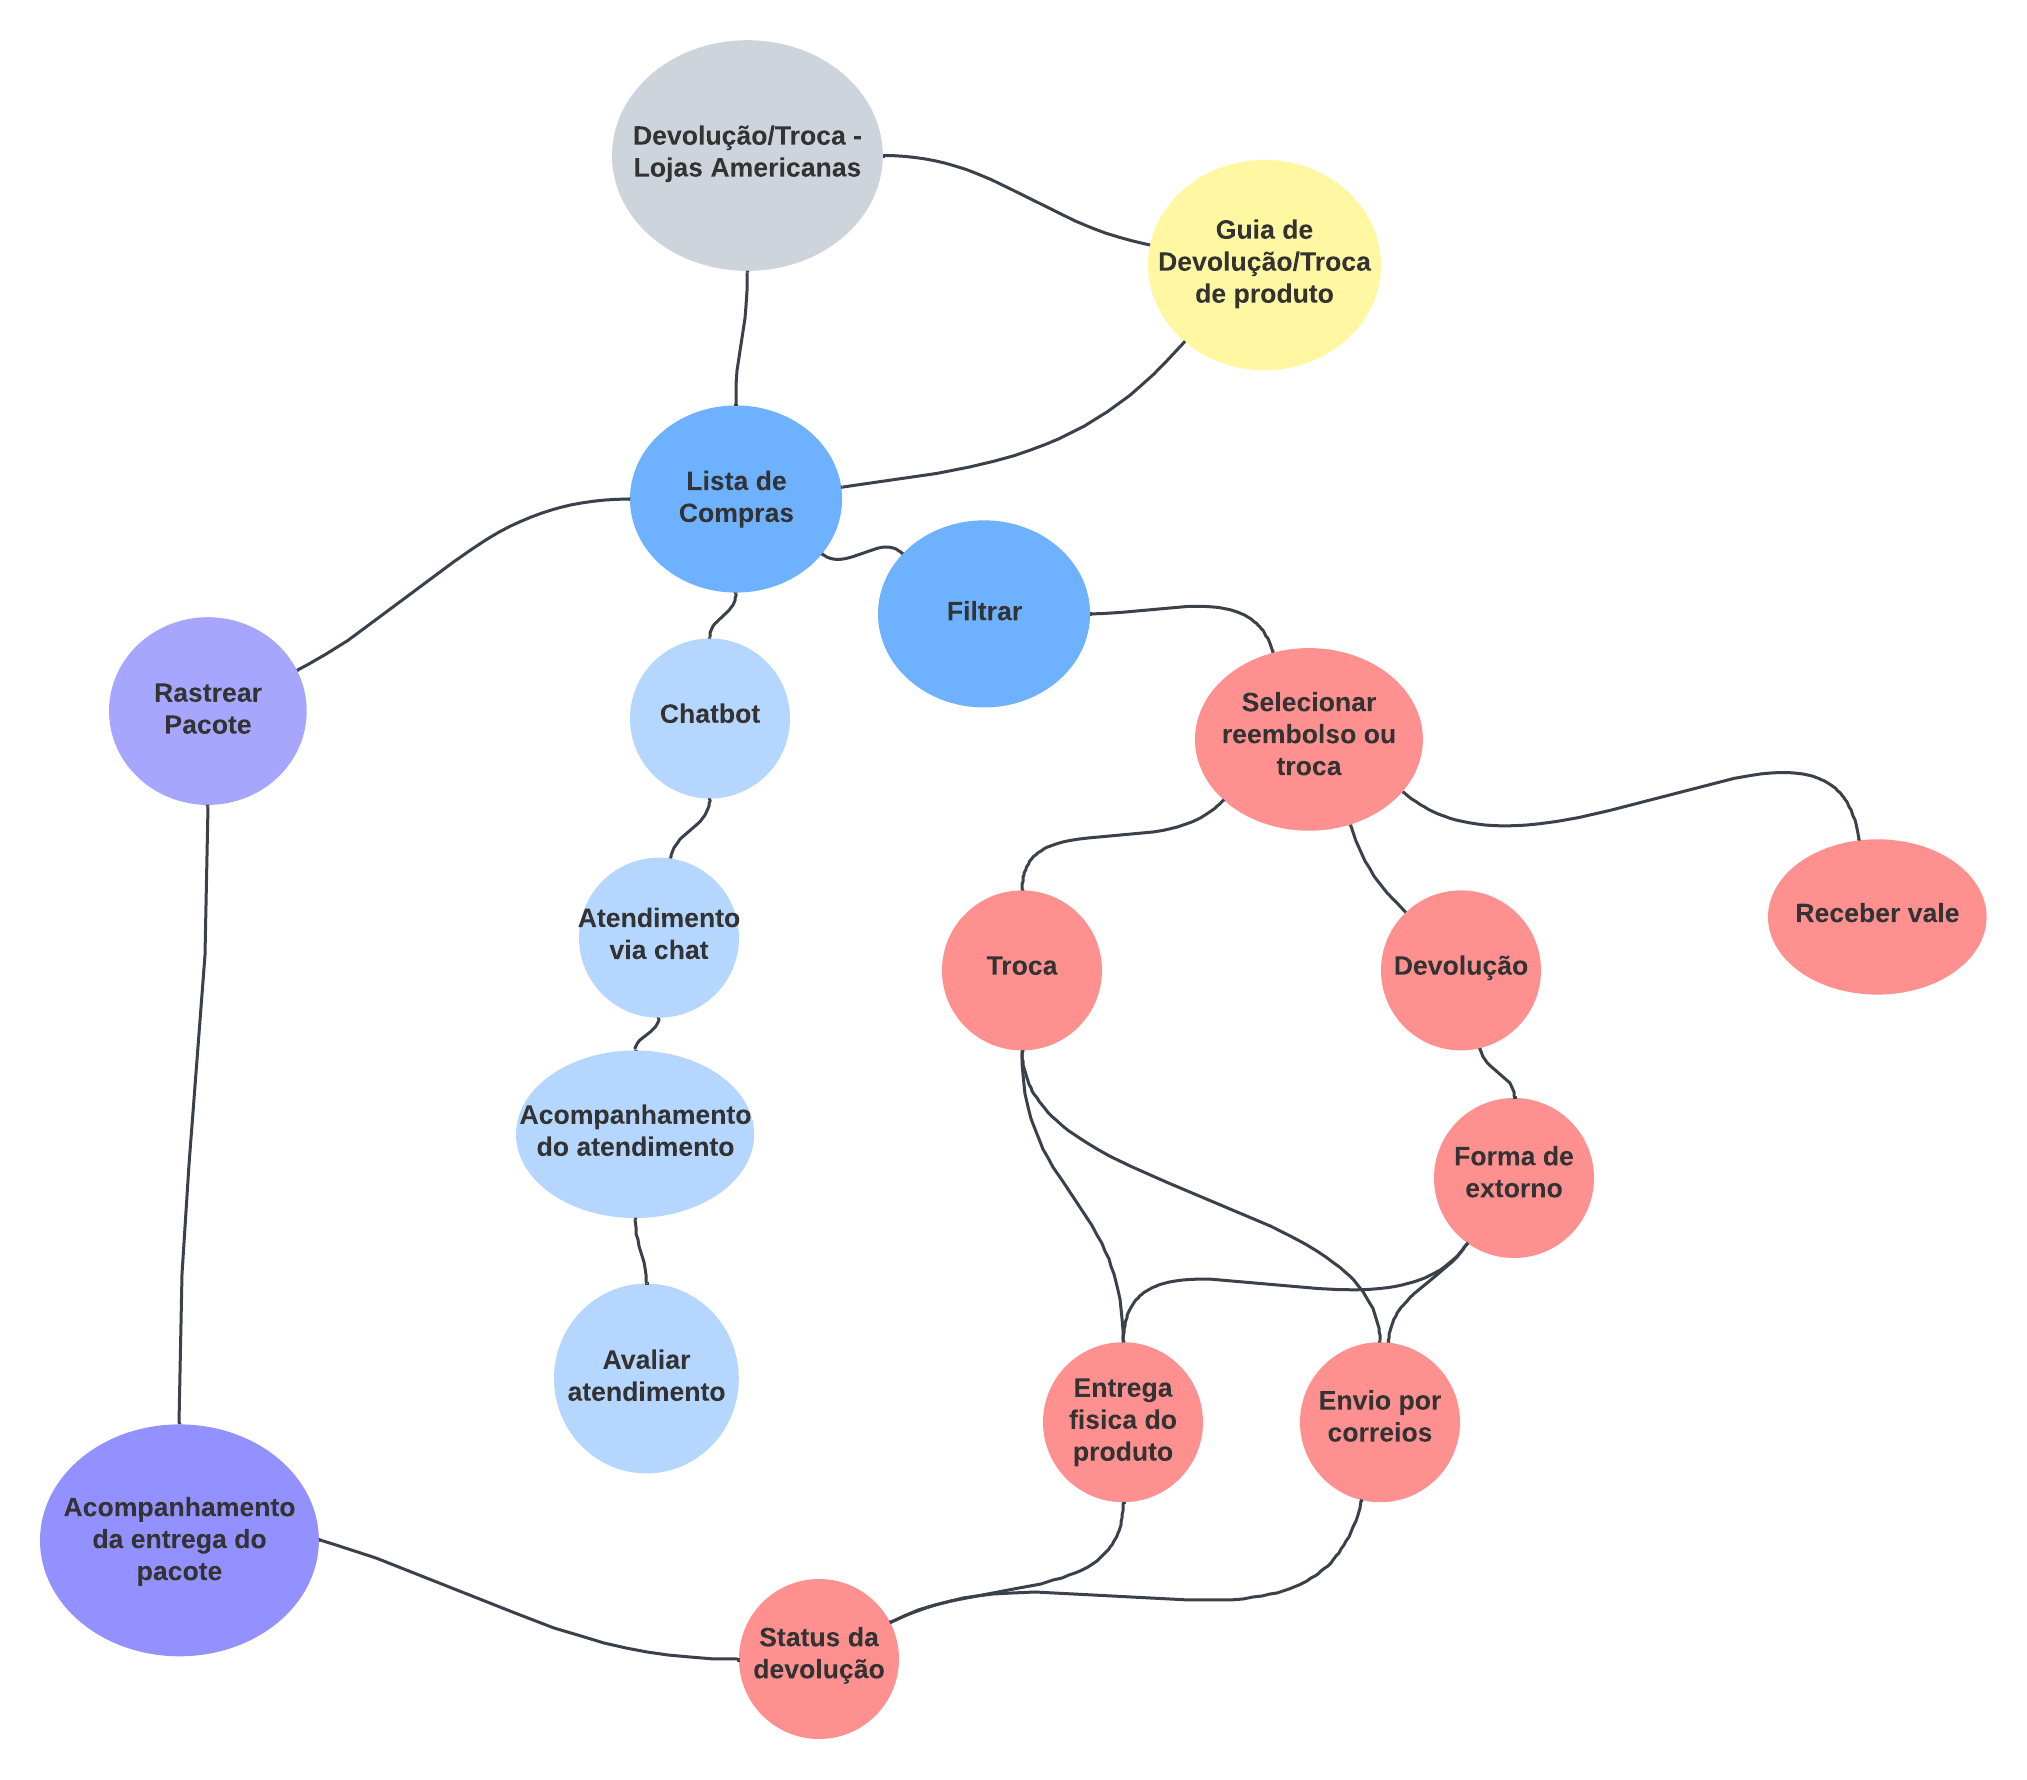 Devolução/Troca -
Lojas Americanas
Guia de
Devolução/Troca
de produto
Lista de
Compras
Filtrar
Rastrear
Pacote
Chatbot
Selecionar
reembolso ou
troca
Atendimento
via chat
Troca
Devolução
Receber vale
Acompanhamento
do atendimento
Forma de
extorno
Avaliar
atendimento
Entrega
fisica do
produto
Envio por
correios
Acompanhamento
da entrega do
pacote
Status da
devolução